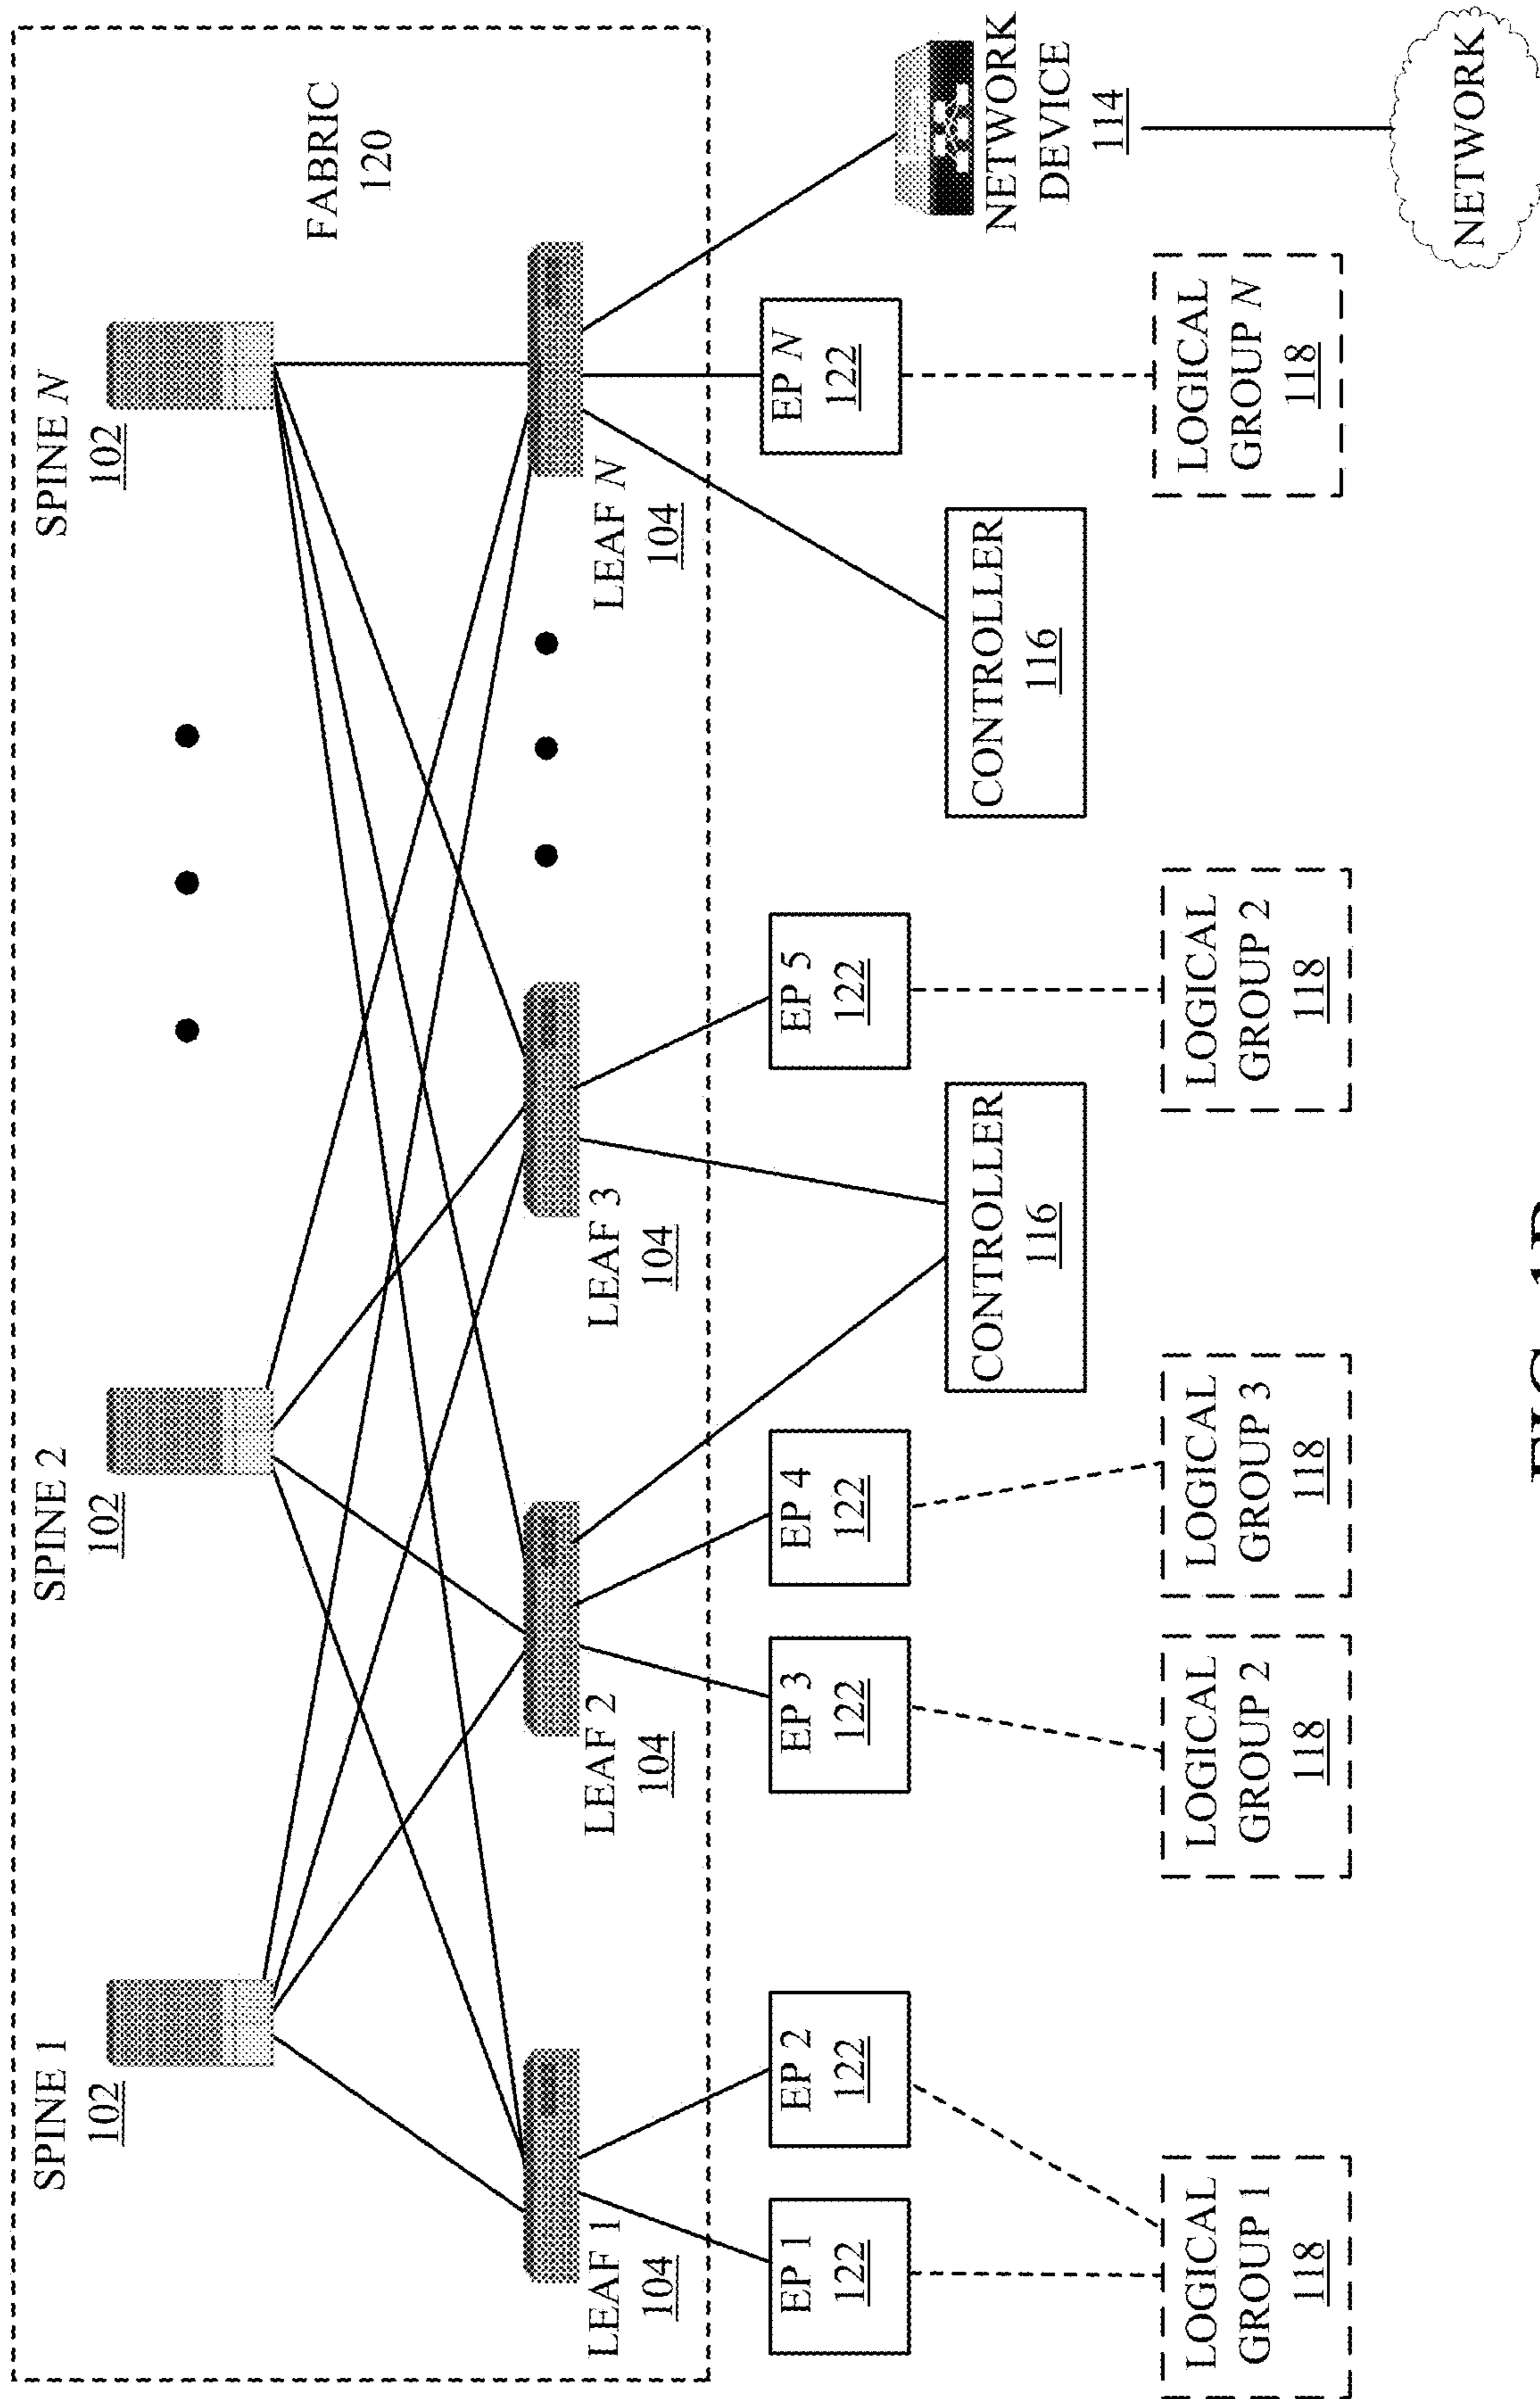 SPINE 1
102
SPINE 2
102
SPINE N
102
FABRIC
120
LEAF 1
104
LEAF 2
104
LEAF 3
104
LEAF N
104
EP 1
122
EP 2
122
EP 3
122
EP 4
122
EP 5
122
EP N
122
CONTROLLER
116
CONTROLLER
116
NETWORK
DEVICE
114
LOGICAL
GROUP 1
118
LOGICAL
GROUP 2
118
LOGICAL
GROUP 3
118
LOGICAL
GROUP 2
118
LOGICAL
GROUP N
118
NETWORK